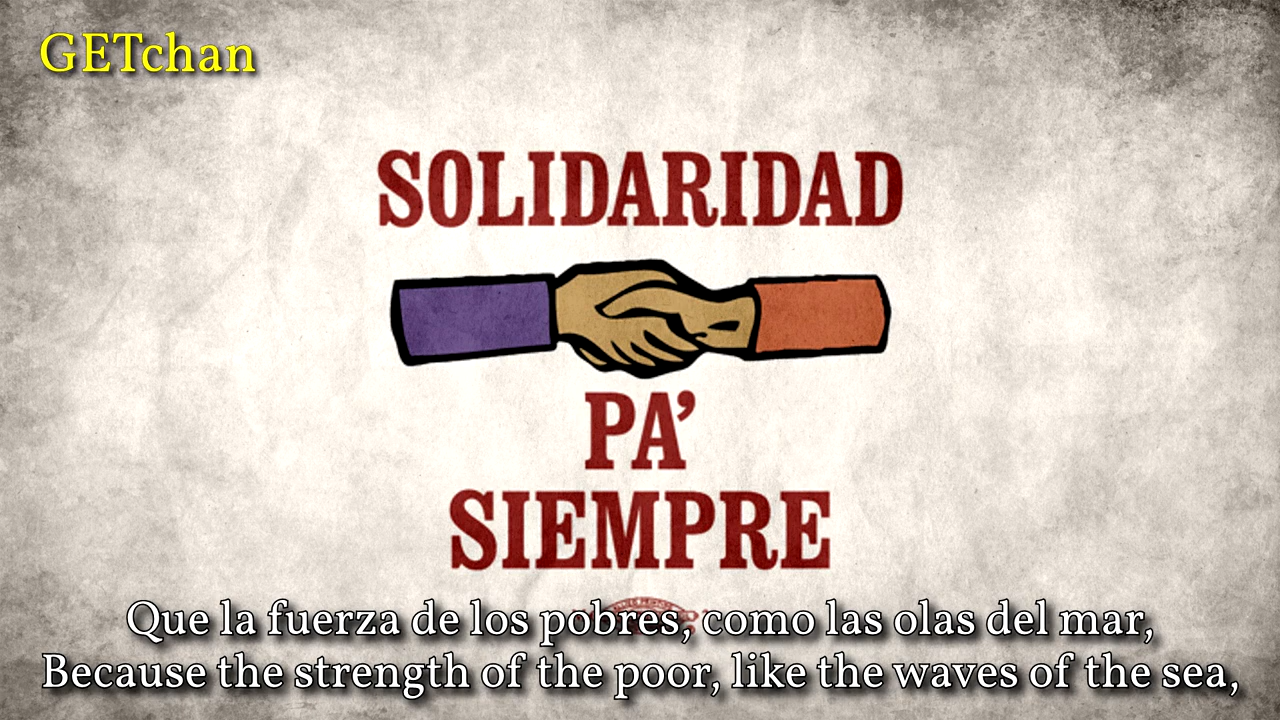 GETchan
SOLIDARIDAD
PA'
SIEMPRE
Que la fuerza de los pobres, como las olas del mar,
Because the strength of the poor, like the waves of the sea,